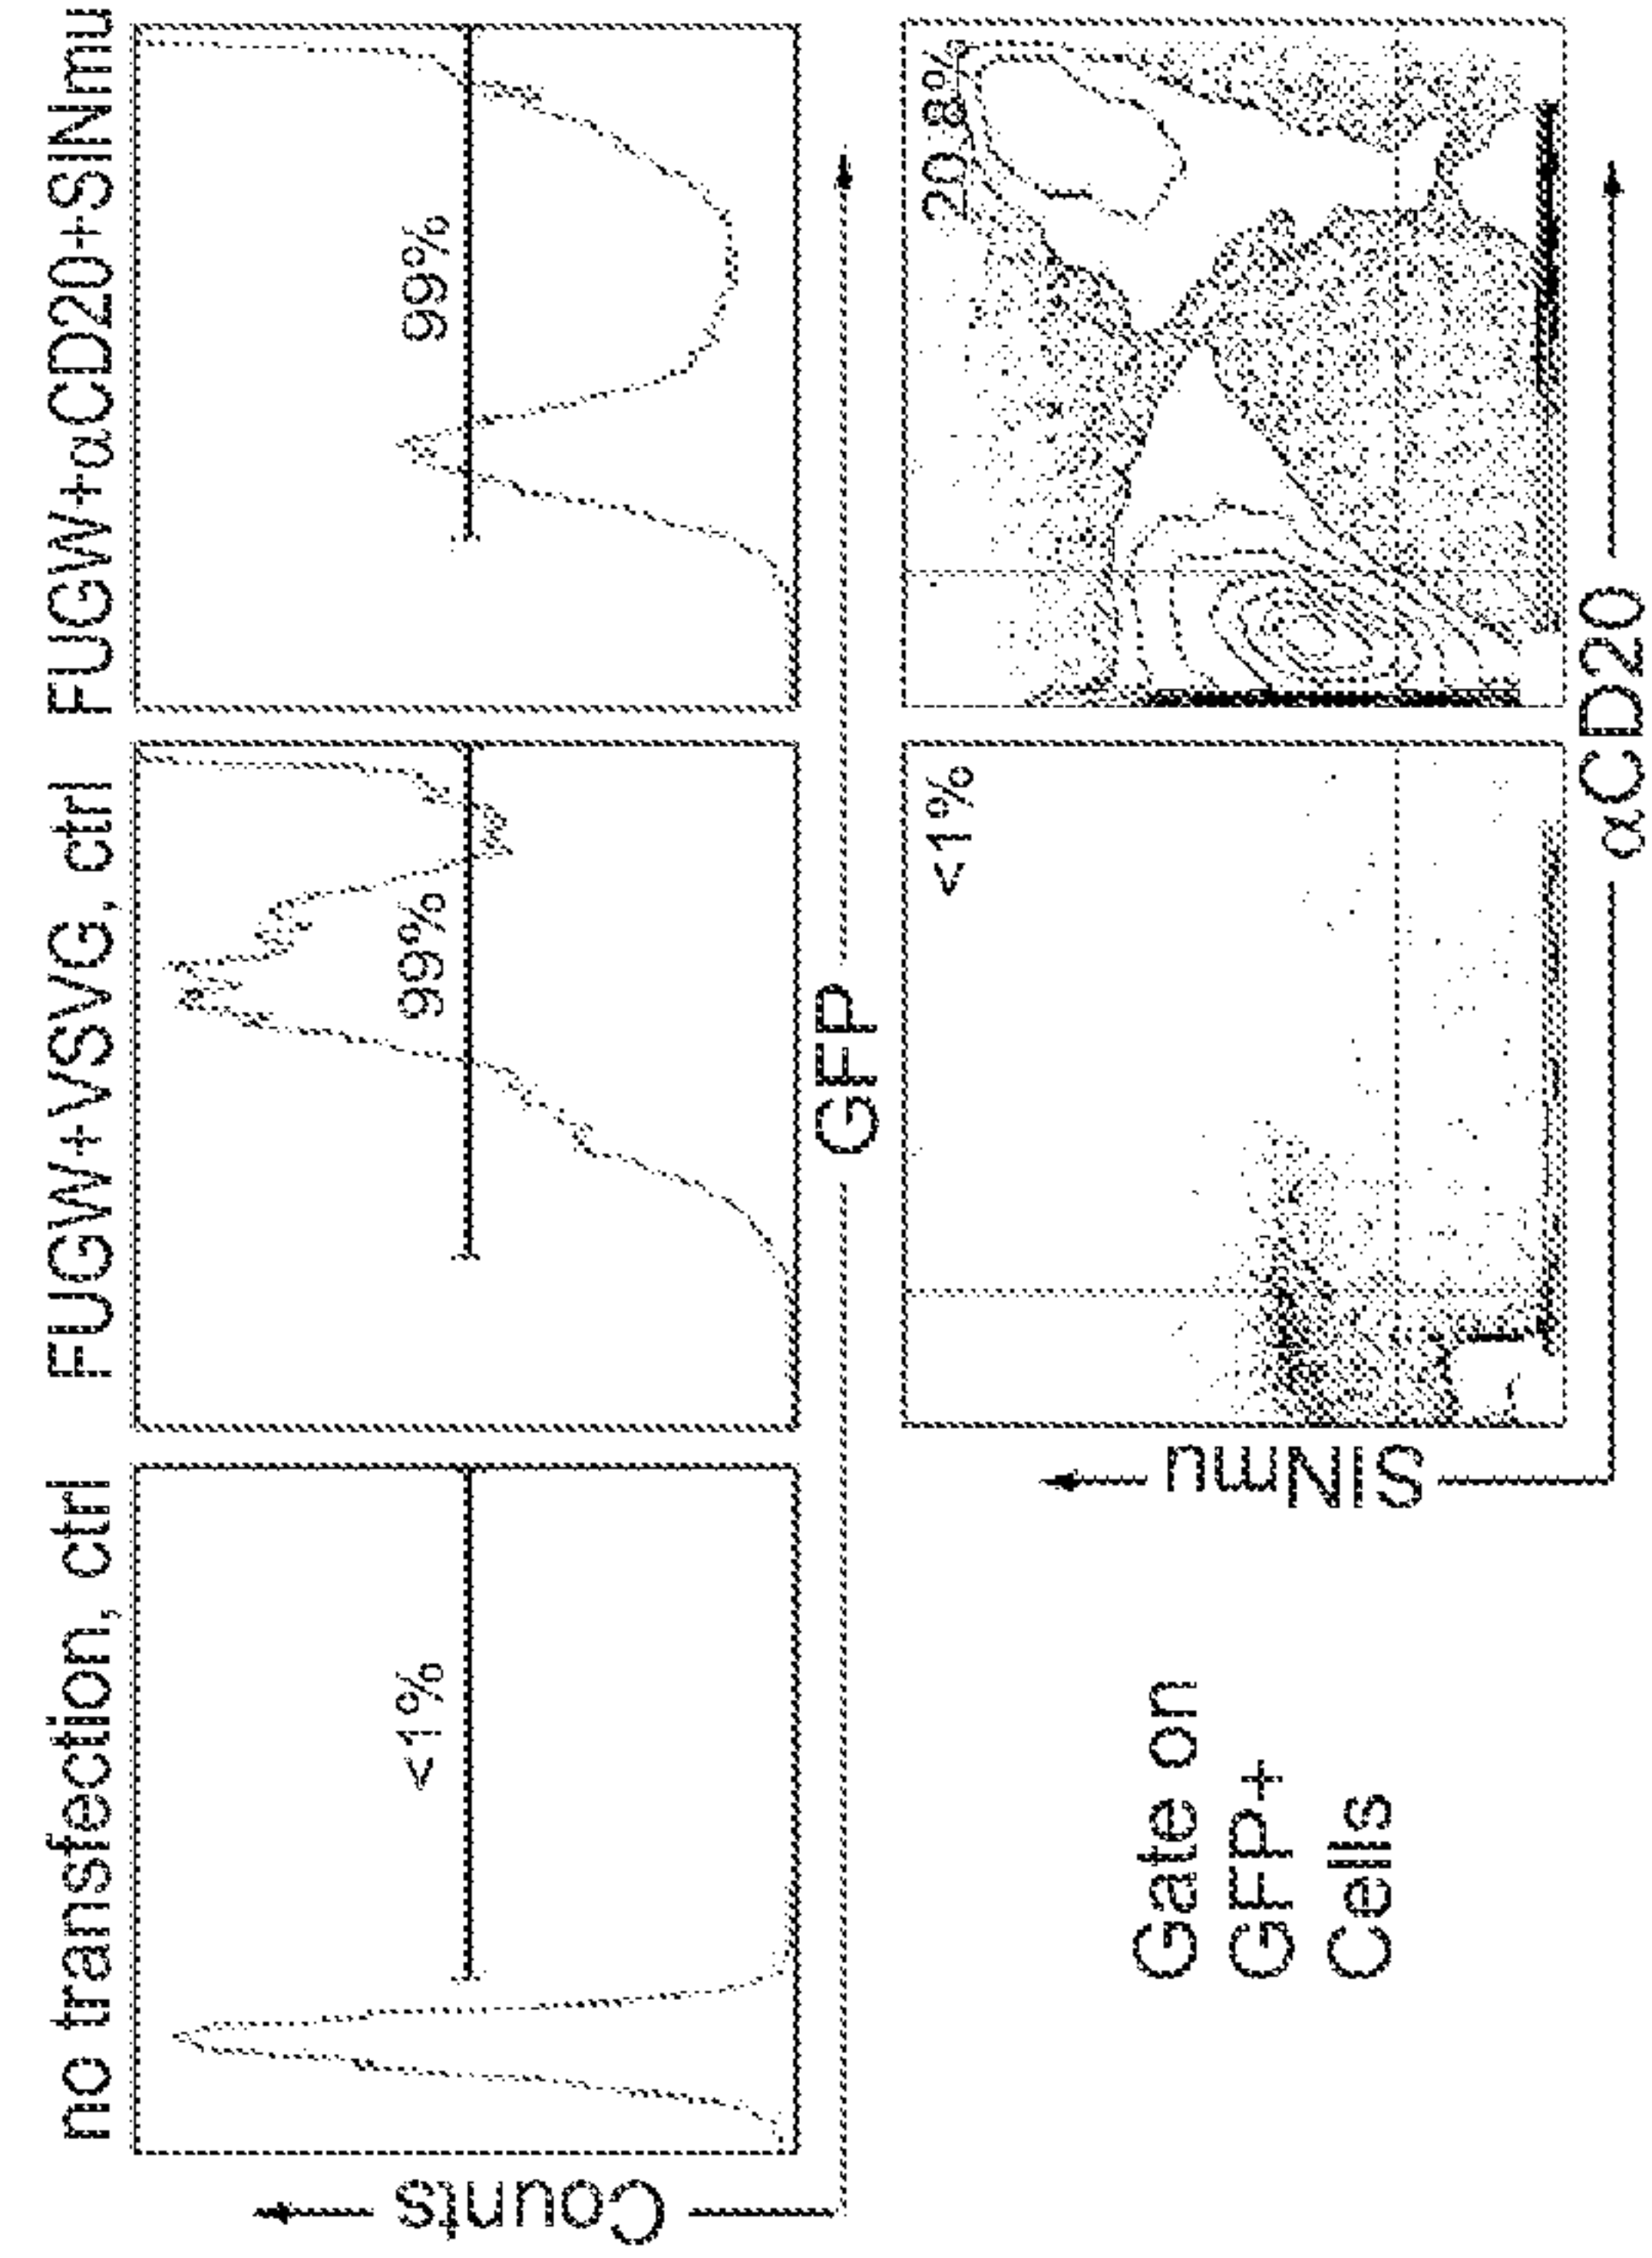 no transfection, ctrl
FUGW+VSVG, ctrl
FUGW+αCD20+SINmu
Counts
<1%
99%
99%
GFP
Gate on
GFP+
Cells
SINmu
<1%
20.8%
αCD20